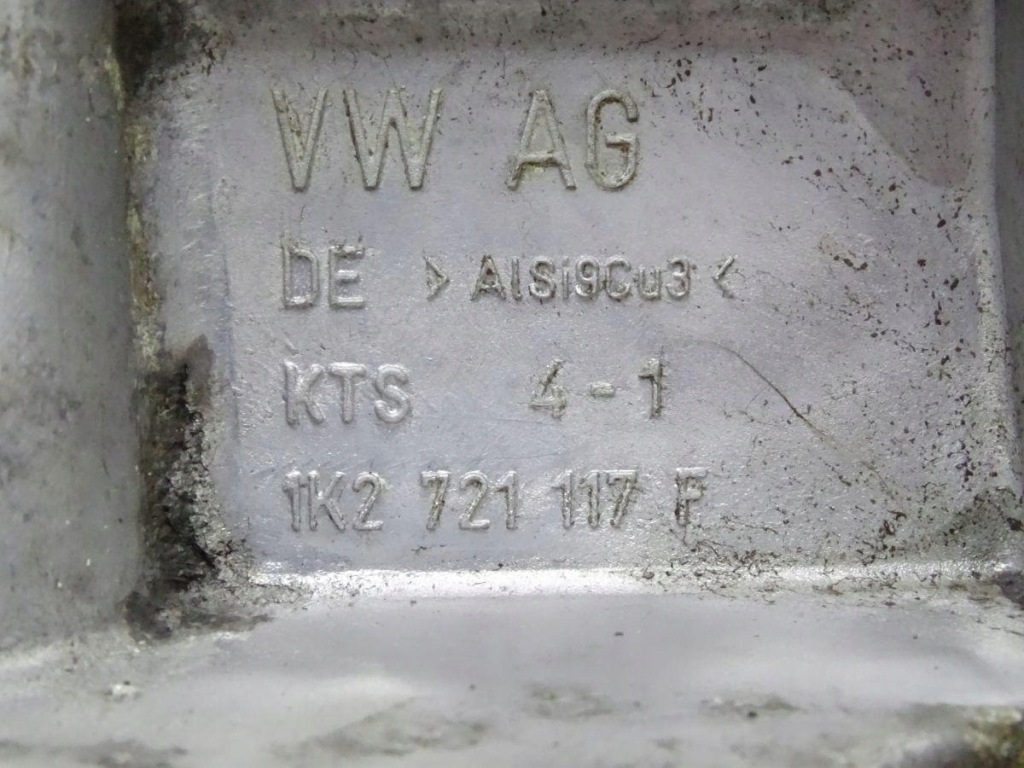 VW AG
DE >AlSi9Cu3<
KTS 4-1
1K2 721 117 F